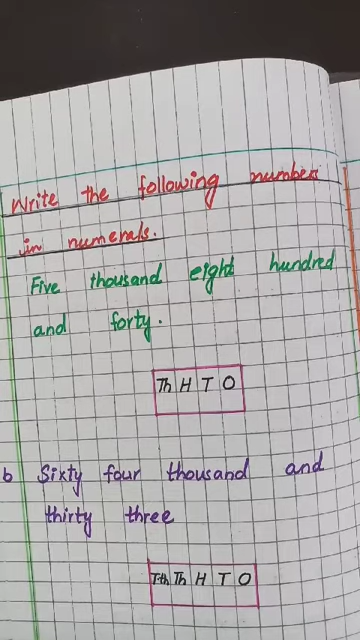 Write the following numbers
in numerals.
Five thousand eight hundred
and forty.
Th H T O
b Sixty four thousand and
thirty three
T.th Th H T O